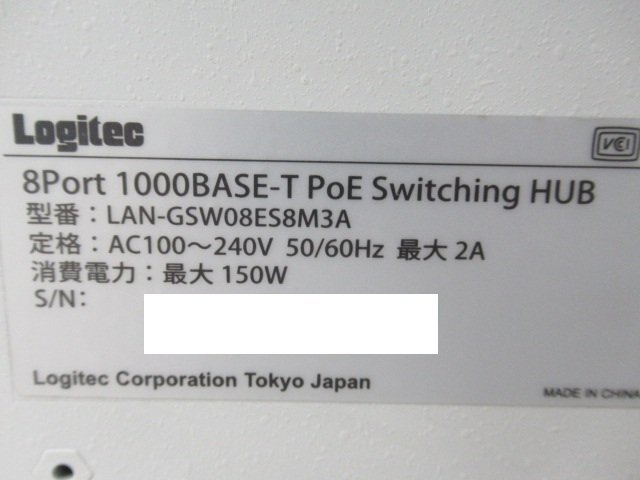 Logitec
VCI
8Port 1000BASE-T PoE Switching HUB
型番：LAN-GSW08ES8M3A
定格：AC100～240V 50/60Hz 最大 2A
消費電力：最大 150W
S/N:
Logitec Corporation Tokyo Japan
MADE IN CHINA